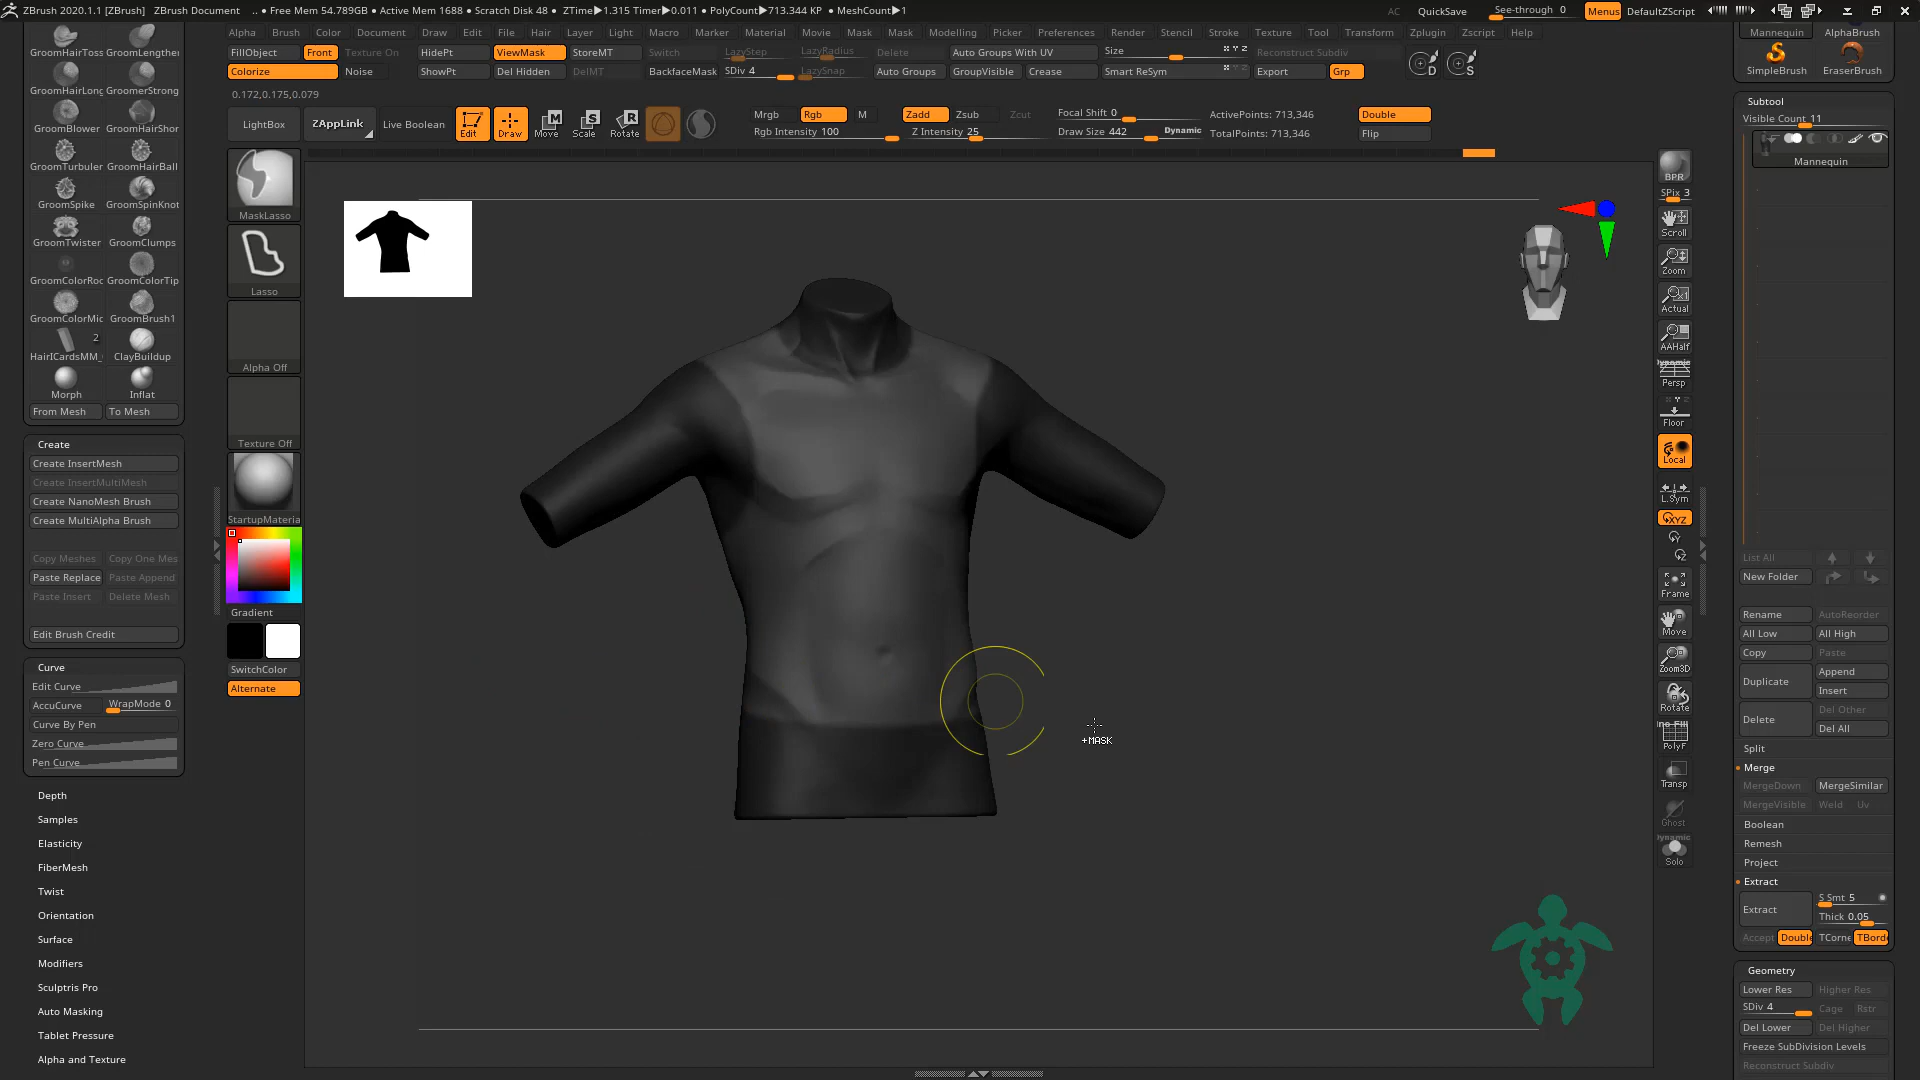 ZBrush 2020.1.1 [ZBrush] ZBrush Document .. • Free Mem 54.789GB • Active Mem 1688 • Scratch Disk 48 • ZTime▶1.315 Timer▶0.011 • PolyCount▶713.344 KP • MeshCount▶1 AC QuickSave See-through 0 Menus DefaultZScript
Alpha Brush Color Document Draw Edit File Hair Layer Light Macro Marker Material Movie Mask Mask Modelling Picker Preferences Render Stencil Stroke Texture Tool Transform Zplugin Zscript Help
FillObject Front Texture On HidePt ViewMask StoreMT Switch LazyStep LazyRadius Delete Auto Groups With UV Size Reconstruct Subdiv
Colorize Noise ShowPt Del Hidden DelMT BackfaceMask SDiv 4 LazySnap Auto Groups GroupVisible Crease Smart ReSym Export Grp
0.172,0.175,0.079
LightBox ZAppLink Live Boolean Edit Draw Move Scale Rotate
Mrgb Rgb M Zadd Zsub Zcut Focal Shift 0 ActivePoints: 713,346 Double
Rgb Intensity 100 Z Intensity 25 Draw Size 442 Dynamic TotalPoints: 713,346 Flip
GroomHairToss GroomLengther
GroomHairLong GroomerStrong
GroomBlower GroomHairShor
GroomTurbuler GroomHairBall
GroomSpike GroomSpinKnot
GroomTwister GroomClumps
GroomColorRoo GroomColorTip
GroomColorMic GroomBrush1
2
HairICardsMM_ ClayBuildup
Morph Inflat
From Mesh To Mesh
Create
Create InsertMesh
Create InsertMultiMesh
Create NanoMesh Brush
Create MultiAlpha Brush
Copy Meshes Copy One Mes
Paste Replace Paste Append
Paste Insert Delete Mesh
Edit Brush Credit
Curve
Edit Curve
AccuCurve WrapMode 0
Curve By Pen
Zero Curve
Pen Curve
Depth
Samples
Elasticity
FiberMesh
Twist
Orientation
Surface
Modifiers
Sculptris Pro
Auto Masking
Tablet Pressure
Alpha and Texture
MaskLasso
Lasso
Alpha Off
Texture Off
StartupMateria
Gradient
SwitchColor
Alternate
+MASK
BPR
SPix 3
Scroll
Zoom
Actual
AAHalf
Dynamic
Persp
Floor
Local
L.Sym
XYZ
Y
Z
Frame
Move
Zoom3D
Rotate
PolyF
Transp
Ghost
Dynamic
Solo
Mannequin AlphaBrush
SimpleBrush EraserBrush
Subtool
Visible Count 11
Mannequin
List All
New Folder
Rename AutoReorder
All Low All High
Copy Paste
Duplicate Append
Insert
Delete Del Other
Del All
Split
Merge
MergeDown MergeSimilar
MergeVisible Weld Uv
Boolean
Remesh
Project
Extract
Extract S Smt 5
Thick 0.05
Accept Double TCorne TBorde
Geometry
Lower Res Higher Res
SDiv 4 Cage Rstr
Del Lower Del Higher
Freeze SubDivision Levels
Reconstruct Subdiv